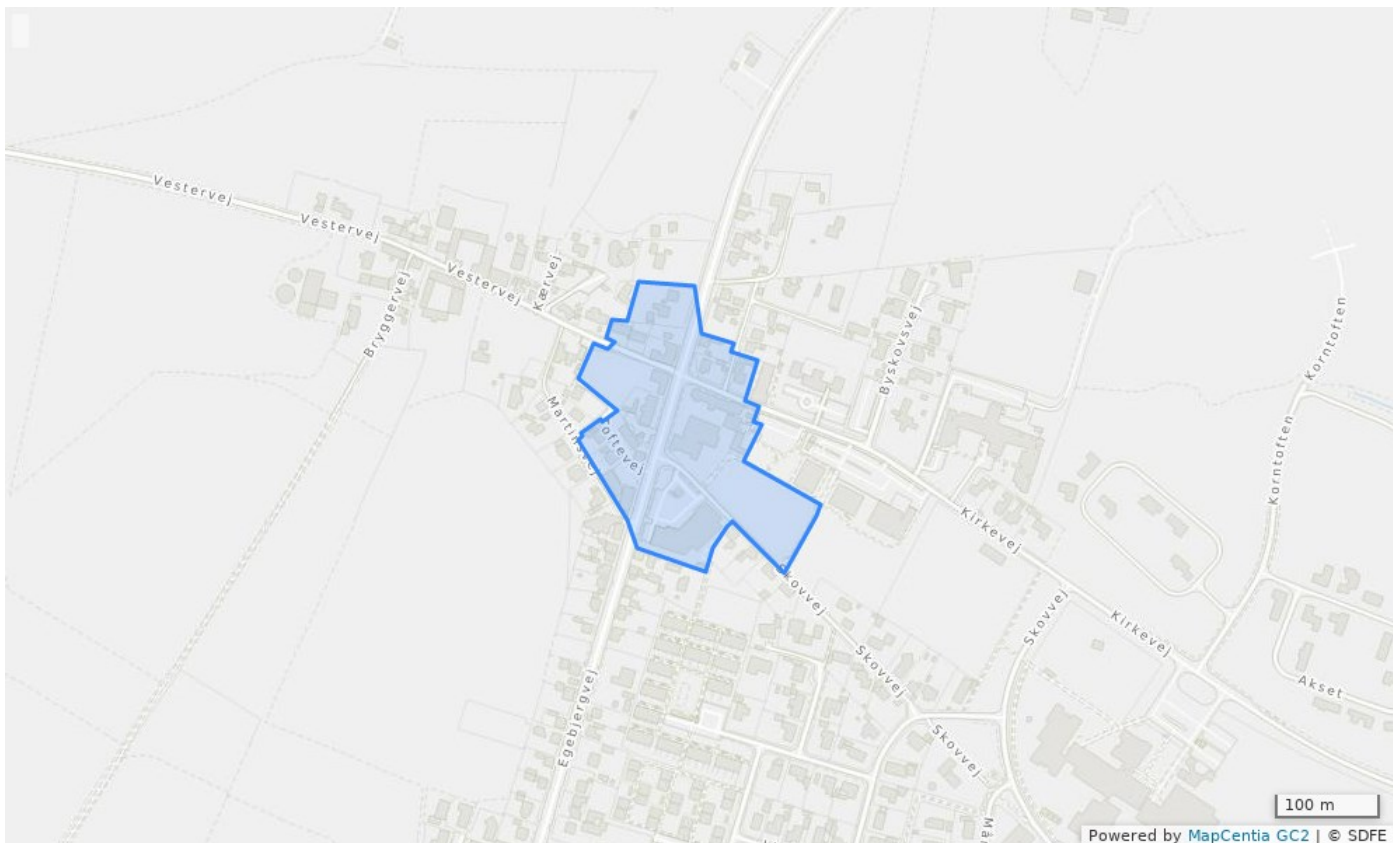 Vestervej
Vestervej
Vestervej
Kærvej
Bryggervej
Martinsvej
Toftevej
Byskovsvej
Korntoften
Korntoften
Kirkevej
Skovvej
Skovvej
Kirkevej
Skovvej
Akset
Egebjergvej
Skovvej
100 m
Powered by MapCentia GC2 | © SDFE